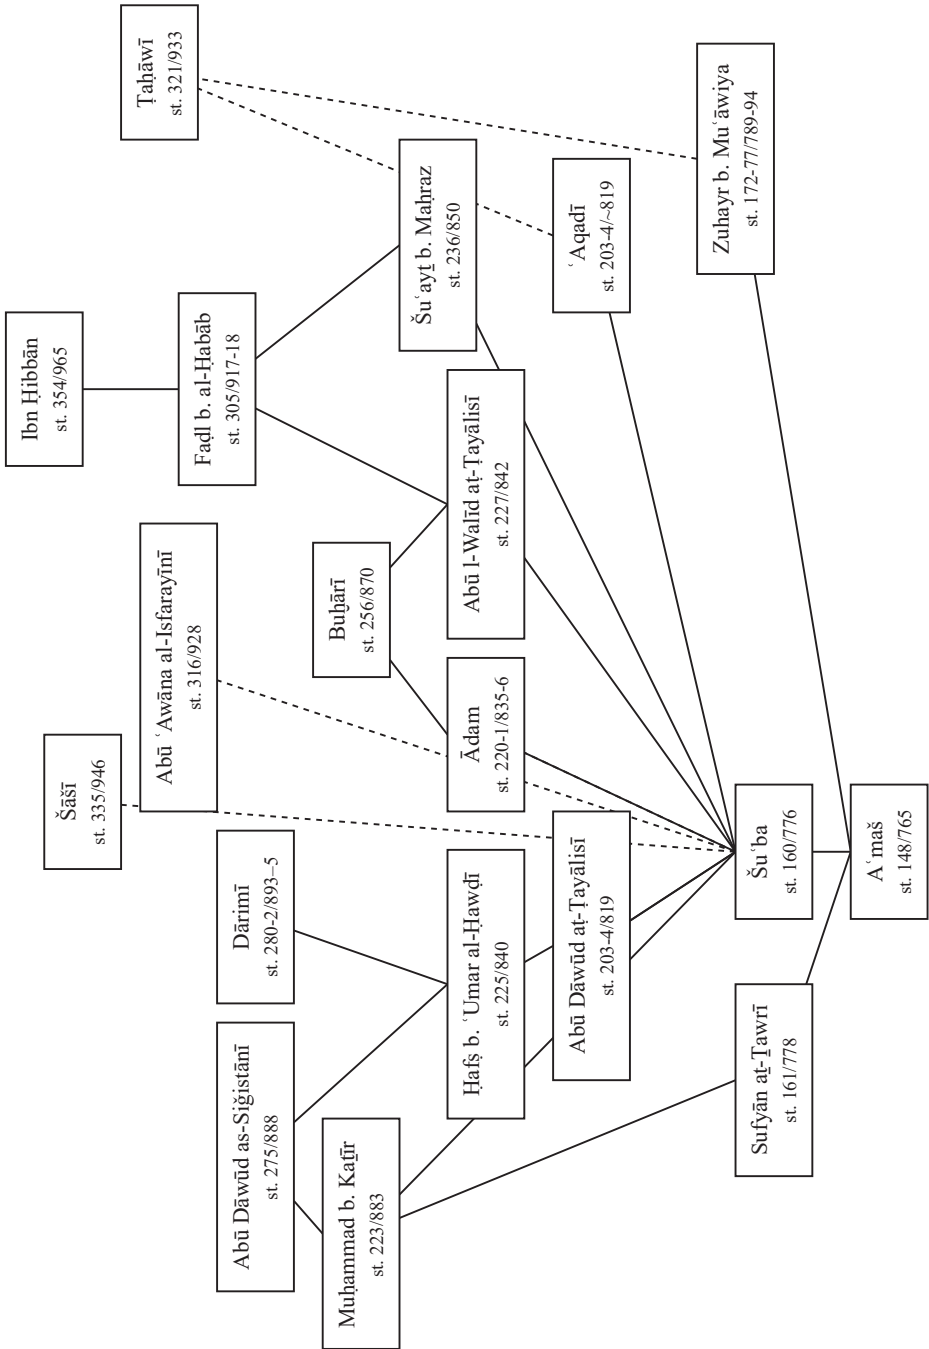 Ibn Ḥibbān
st. 354/965
Ṭaḥāwī
st. 321/933
Šāšī
st. 335/946
Abū ʿAwāna al-Isfarayīnī
st. 316/928
Faḍl b. al-Ḥabāb
st. 305/917-18
Abū Dāwūd as-Siǧistānī
st. 275/888
Dārimī
st. 280-2/893–5
Buḫārī
st. 256/870
Muḥammad b. Kaṯīr
st. 223/883
Šuʿayṯ b. Maḥraz
st. 236/850
Ḥafṣ b. ʿUmar al-Ḥawḍī
st. 225/840
Ādam
st. 220-1/835-6
Abū l-Walīd aṭ-Ṭayālisī
st. 227/842
Abū Dāwūd aṭ-Ṭayālisī
st. 203-4/819
ʿAqadī
st. 203-4/~819
Zuhayr b. Muʿāwiya
st. 172-77/789-94
Sufyān aṯ-Ṯawrī
st. 161/778
Šuʿba
st. 160/776
Aʿmaš
st. 148/765